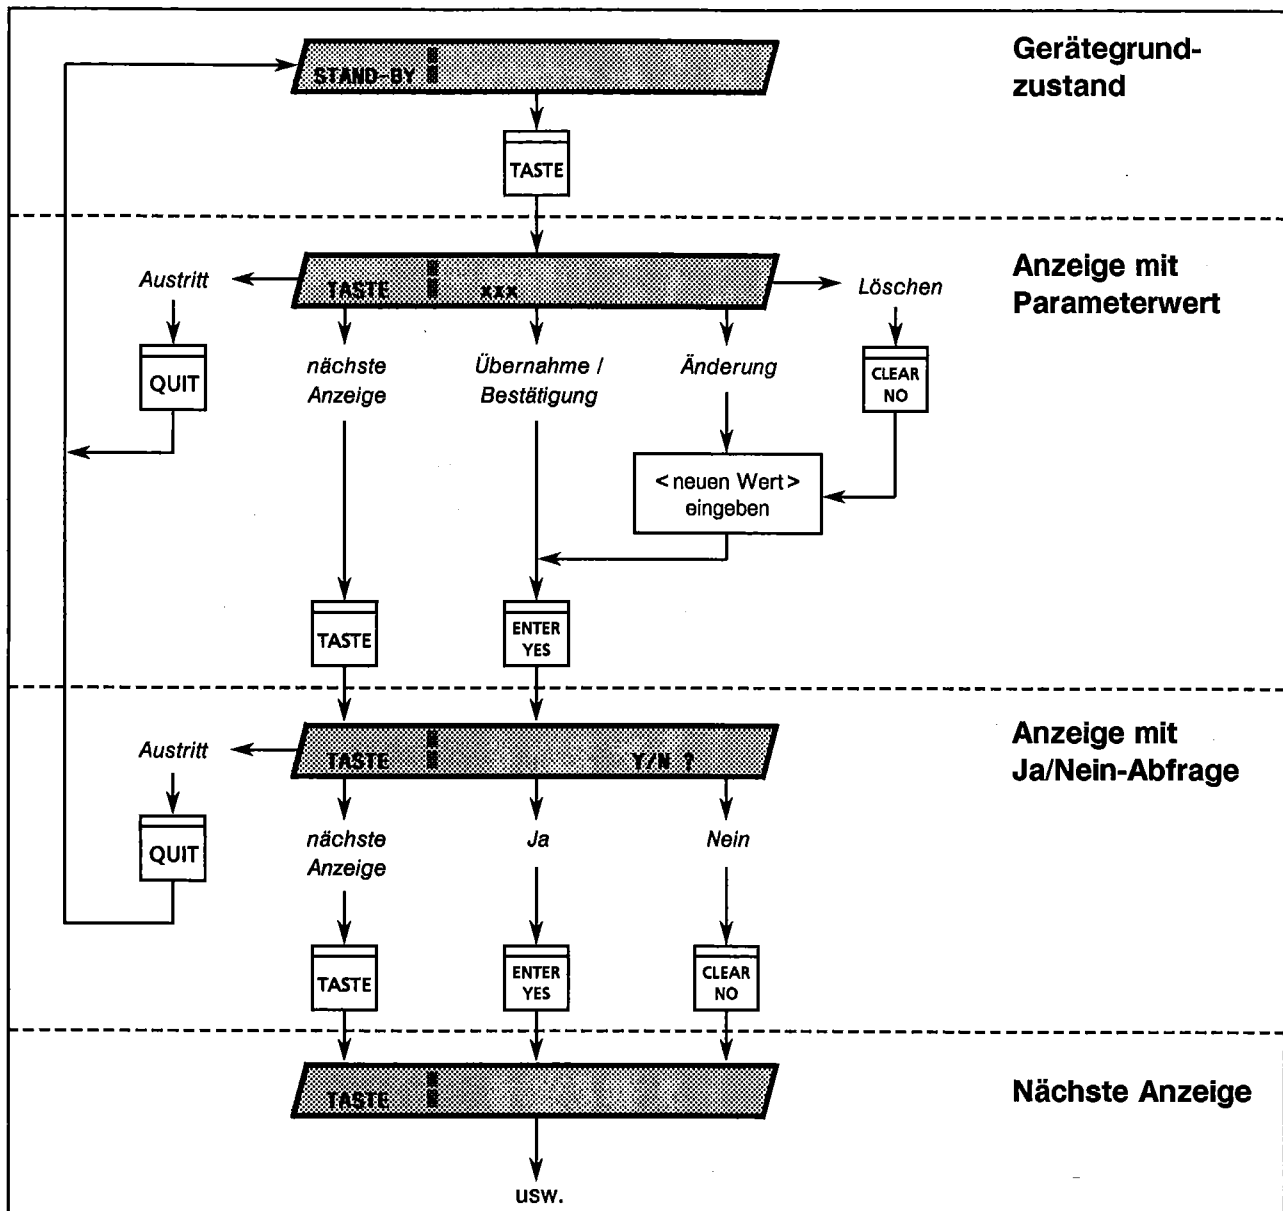 Gerätegrund-
zustand
STAND-BY
TASTE
Anzeige mit
Parameterwert
Austritt
TASTE xxx
Löschen
QUIT
nächste
Anzeige
Übernahme /
Bestätigung
Änderung
CLEAR
NO
< neuen Wert >
eingeben
TASTE
ENTER
YES
Anzeige mit
Ja/Nein-Abfrage
Austritt
TASTE Y/N ?
QUIT
nächste
Anzeige
Ja
Nein
TASTE
ENTER
YES
CLEAR
NO
Nächste Anzeige
TASTE
usw.